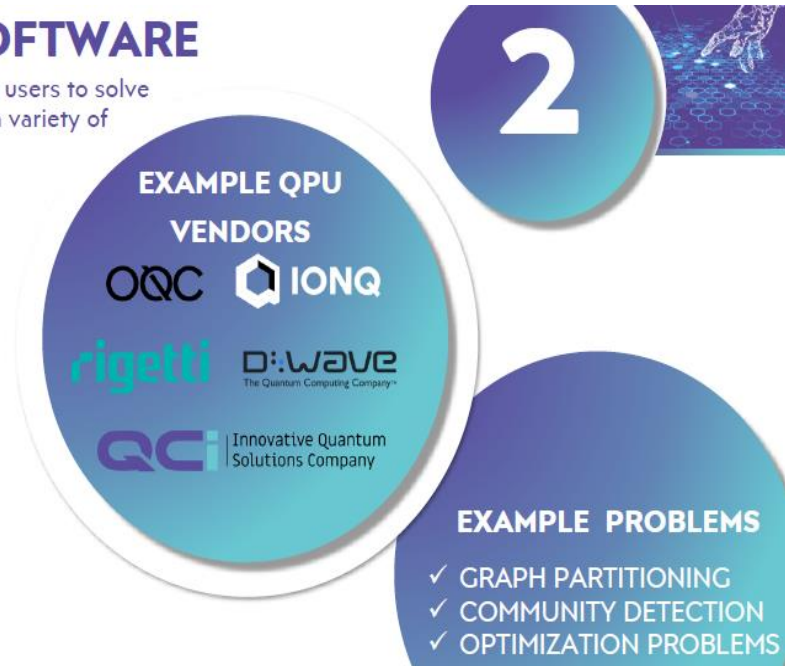 OFTWARE
users to solve
variety of
2
EXAMPLE QPU
VENDORS
OQC IONQ
rigetti D:Wave
The Quantum Computing Company™
QCi Innovative Quantum
Solutions Company
EXAMPLE PROBLEMS
✓ GRAPH PARTITIONING
✓ COMMUNITY DETECTION
✓ OPTIMIZATION PROBLEMS